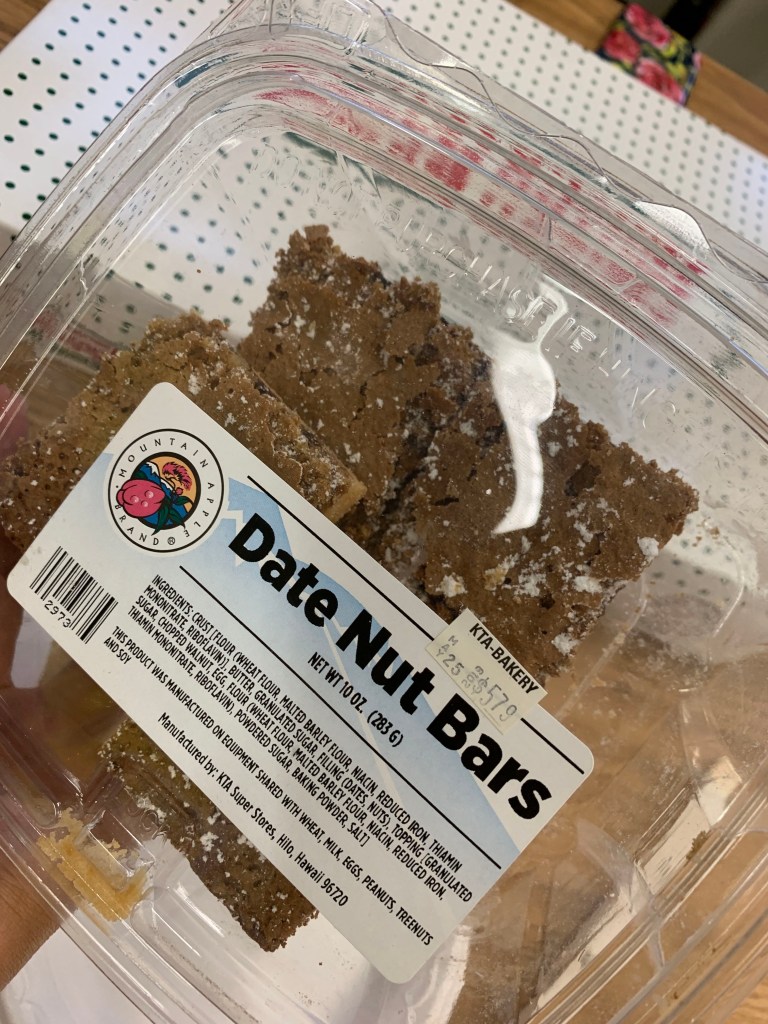 MOUNTAIN APPLE
BRAND ®
Date Nut Bars
NET WT 10 OZ. (283 G)
KTA-BAKERY
MAY 25
$5.79
2973
INGREDIENTS: CRUST [FLOUR (WHEAT FLOUR, MALTED BARLEY FLOUR, NIACIN, REDUCED IRON, THIAMIN
MONONITRATE, RIBOFLAVIN)], BUTTER, GRANULATED SUGAR, FILLING (DATES, NUTS) TOPPING [GRANULATED
SUGAR, CHOPPED WALNUT, EGG, FLOUR (WHEAT FLOUR, MALTED BARLEY FLOUR, NIACIN, REDUCED IRON,
THIAMIN MONONITRATE, RIBOFLAVIN), POWDERED SUGAR, BAKING POWDER, SALT]
THIS PRODUCT WAS MANUFACTURED ON EQUIPMENT SHARED WITH WHEAT, MILK, EGGS, PEANUTS, TREENUTS
AND SOY
Manufactured by: KTA Super Stores, Hilo, Hawaii 96720